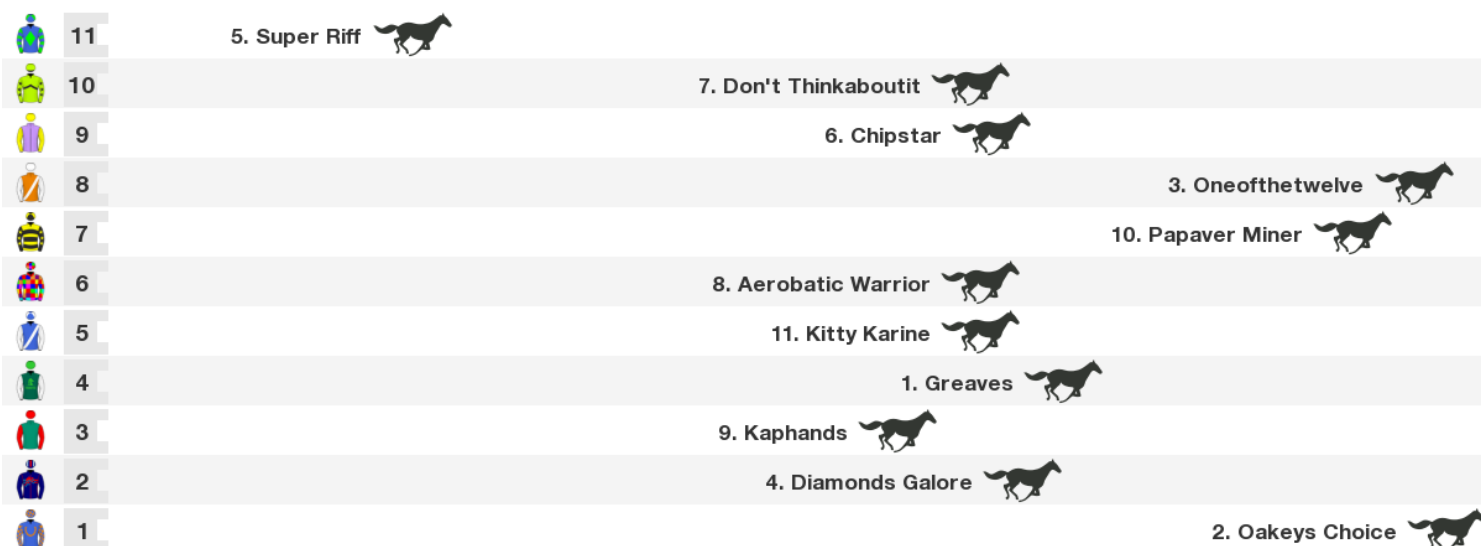 11 5. Super Riff
10 7. Don't Thinkaboutit
9 6. Chipstar
8 3. Oneofthetwelve
7 10. Papaver Miner
6 8. Aerobatic Warrior
5 11. Kitty Karine
4 1. Greaves
3 9. Kaphands
2 4. Diamonds Galore
1 2. Oakeys Choice